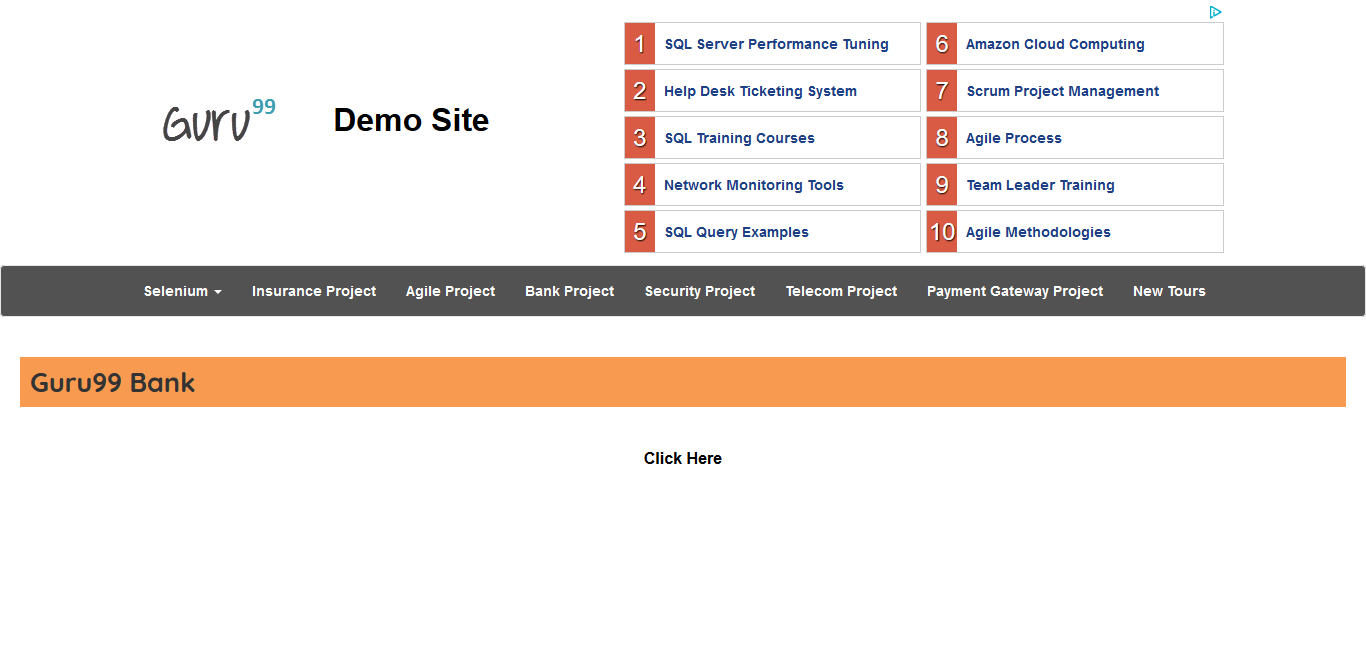 Guru99
Demo Site
1 SQL Server Performance Tuning
2 Help Desk Ticketing System
3 SQL Training Courses
4 Network Monitoring Tools
5 SQL Query Examples
6 Amazon Cloud Computing
7 Scrum Project Management
8 Agile Process
9 Team Leader Training
10 Agile Methodologies
Selenium Insurance Project Agile Project Bank Project Security Project Telecom Project Payment Gateway Project New Tours
Guru99 Bank
Click Here